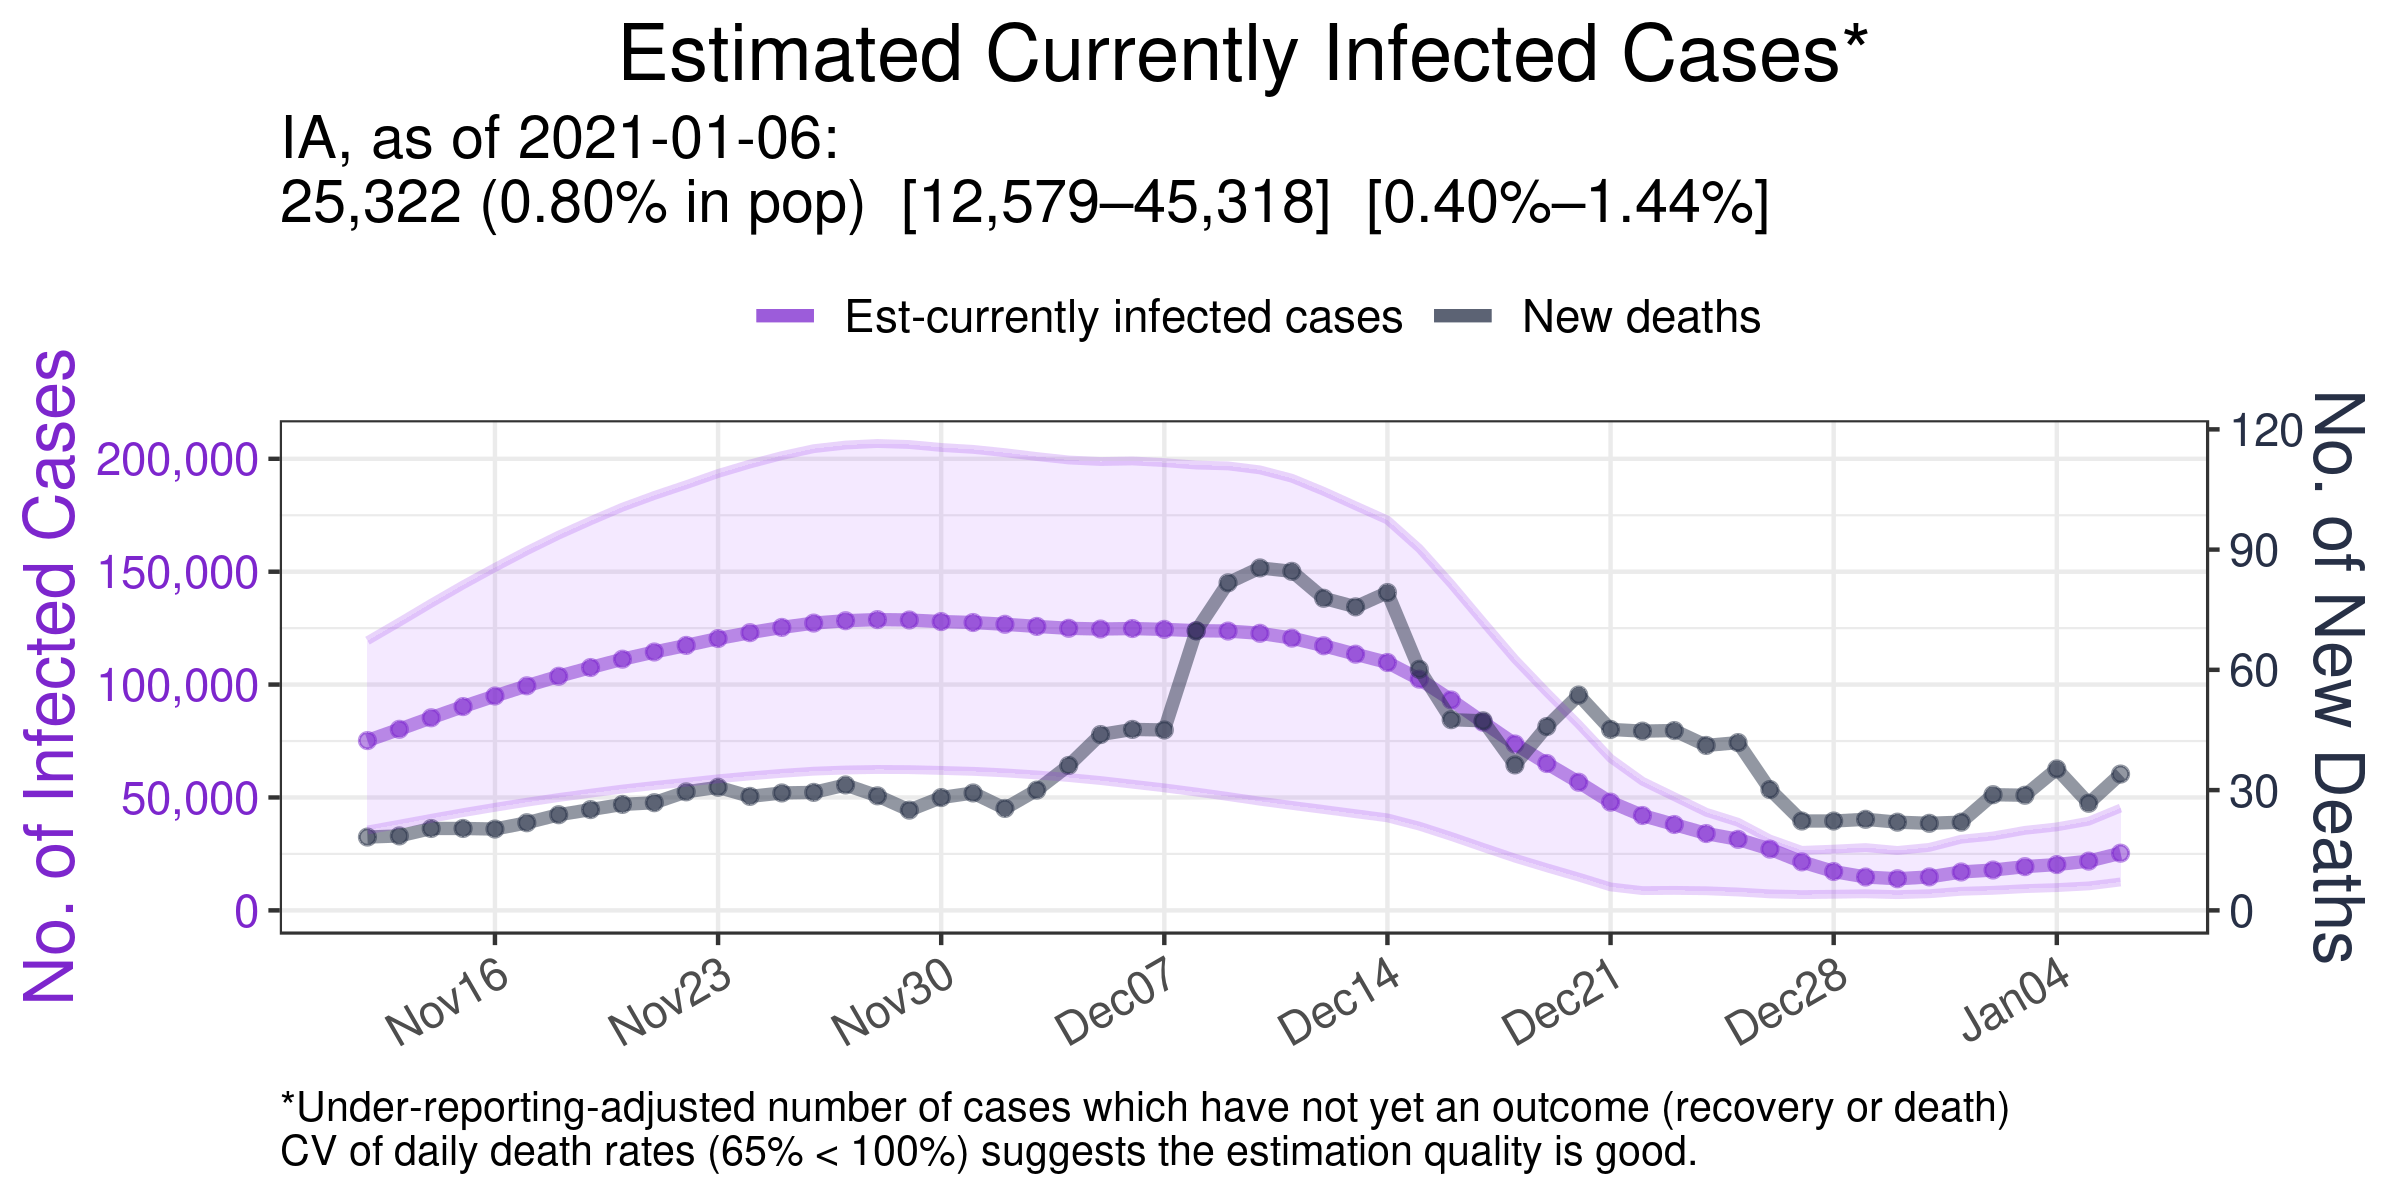 Estimated Currently Infected Cases*
IA, as of 2021-01-06:
25,322 (0.80% in pop)  [12,579–45,318]  [0.40%–1.44%]
Est-currently infected cases
New deaths
No. of Infected Cases
200,000
150,000
100,000
50,000
0
120
90
60
30
0
No. of New Deaths
Nov16
Nov23
Nov30
Dec07
Dec14
Dec21
Dec28
Jan04
*Under-reporting-adjusted number of cases which have not yet an outcome (recovery or death)
CV of daily death rates (65% < 100%) suggests the estimation quality is good.